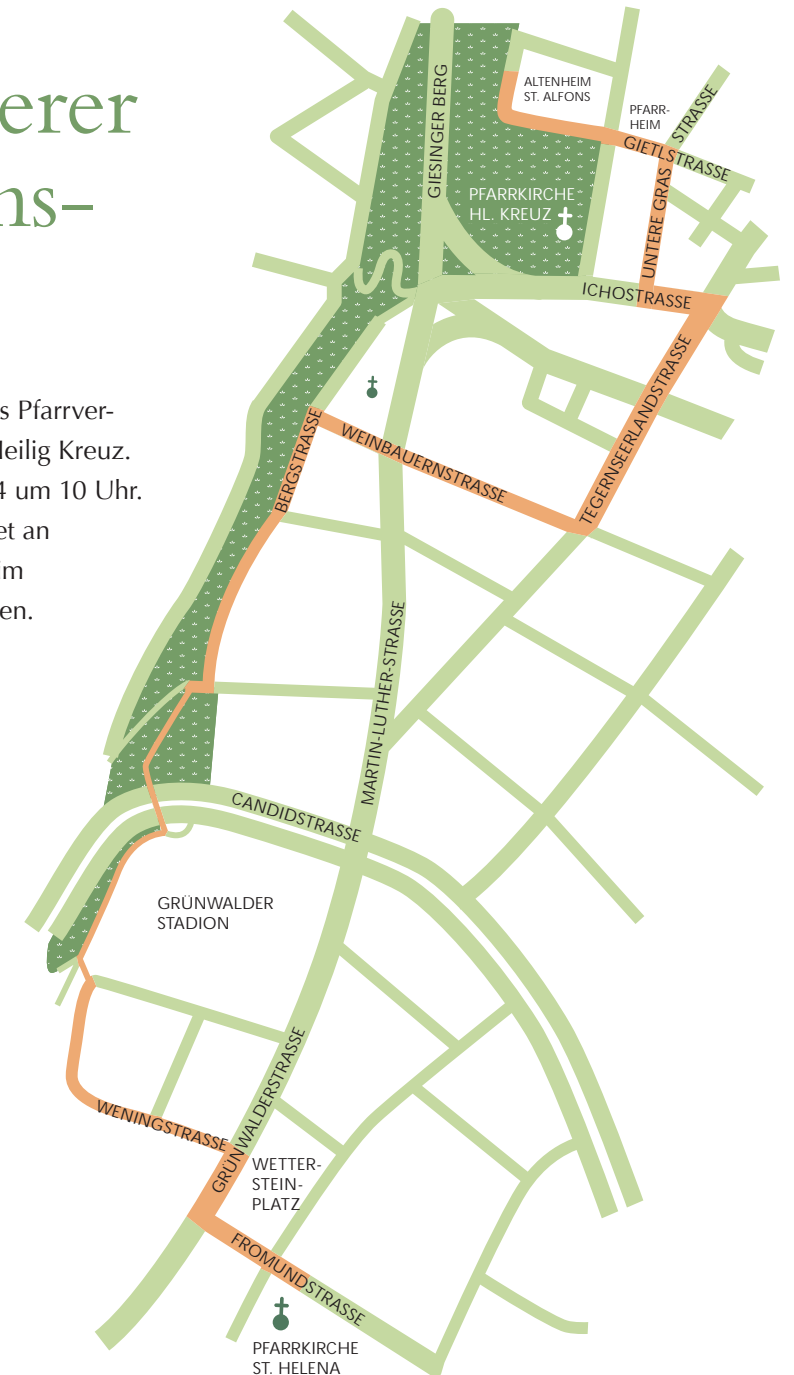 erer
ns–
s Pfarrver-
Heilig Kreuz.
4 um 10 Uhr.
et an
im
en.
GIESINGER BERG
ALTENHEIM
ST. ALFONS
PFARR-
HEIM
GIETLSTRASSE
UNTERE GRAS STRASSE
PFARRKIRCHE
HL. KREUZ
ICHOSTRASSE
TEGERNSEERLANDSTRASSE
WEINBAUERNSTRASSE
BERGSTRASSE
MARTIN-LUTHER-STRASSE
CANDIDSTRASSE
GRÜNWALDER
STADION
GRÜNWALDERSTRASSE
WENINGSTRASSE
WETTER-
STEIN-
PLATZ
FROMUNDSTRASSE
PFARRKIRCHE
ST. HELENA